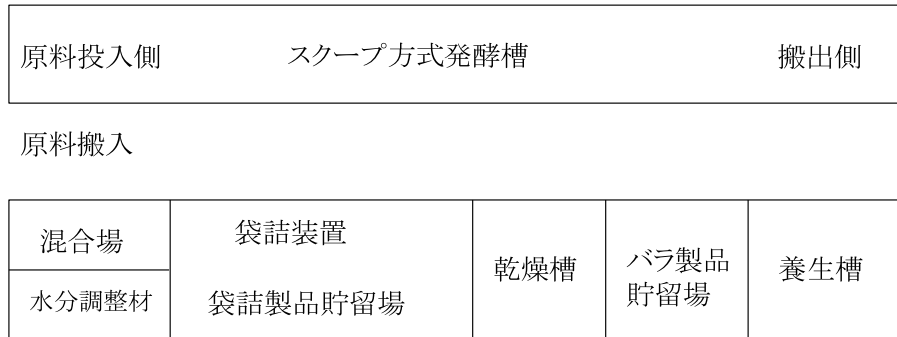 原料投入側 スクープ方式発酵槽 搬出側
原料搬入
混合場
水分調整材
袋詰装置
袋詰製品貯留場
乾燥槽
バラ製品
貯留場
養生槽